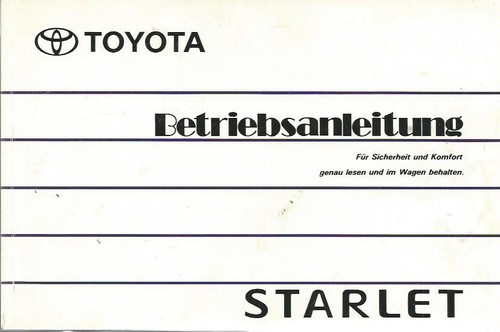 TOYOTA
Betriebsanleitung
Für Sicherheit und Komfort
genau lesen und im Wagen behalten.
STARLET